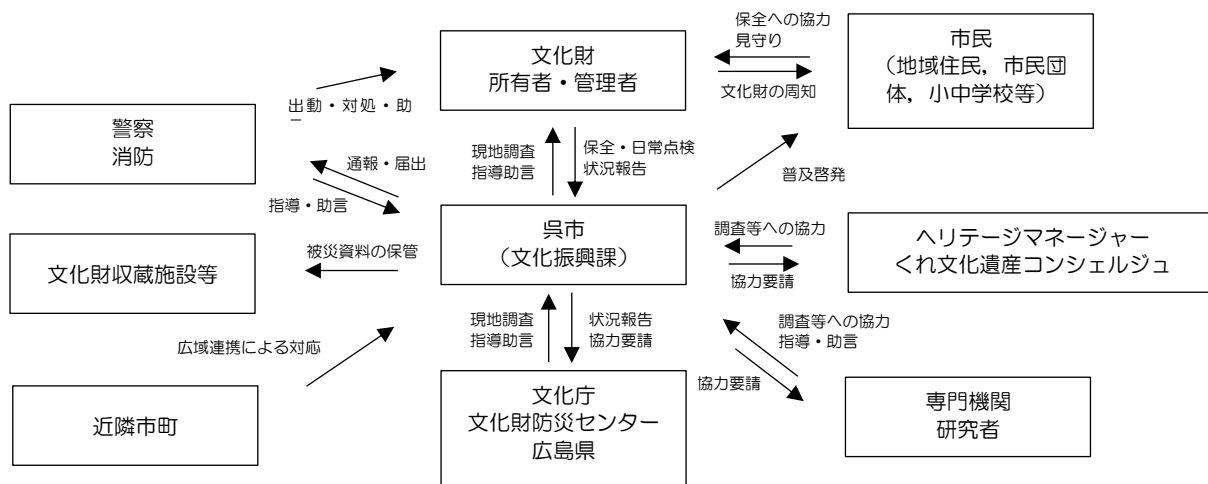 保全への協力
見守り
文化財
所有者・管理者
市民
（地域住民，市民団
体，小中学校等）
文化財の周知
出動・対処・助
警察
消防
通報・届出
指導・助言
現地調査
指導助言
保全・日常点検
状況報告
普及啓発
呉市
（文化振興課）
調査等への協力
協力要請
ヘリテージマネージャー
くれ文化遺産コンシェルジュ
被災資料の保管
文化財収蔵施設等
現地調査
指導助言
状況報告
協力要請
調査等への協力
指導・助言
広域連携による対応
協力要請
近隣市町
文化庁
文化財防災センター
広島県
専門機関
研究者